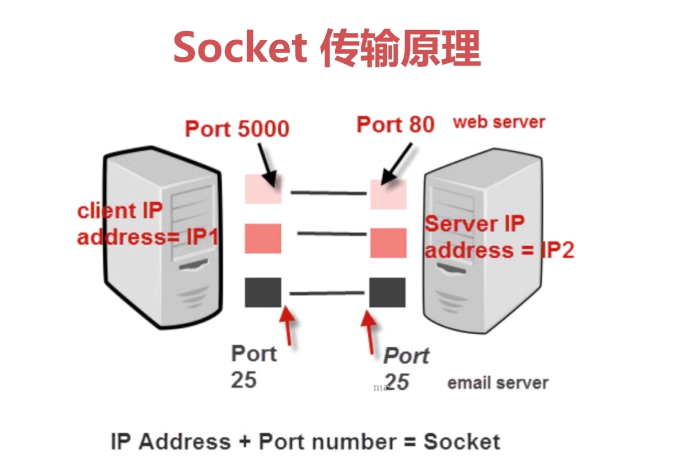 Socket 传输原理
Port 5000
Port 80
web server
client IP
address= IP1
Server IP
address = IP2
Port
25
Port
25
email server
IP Address + Port number = Socket